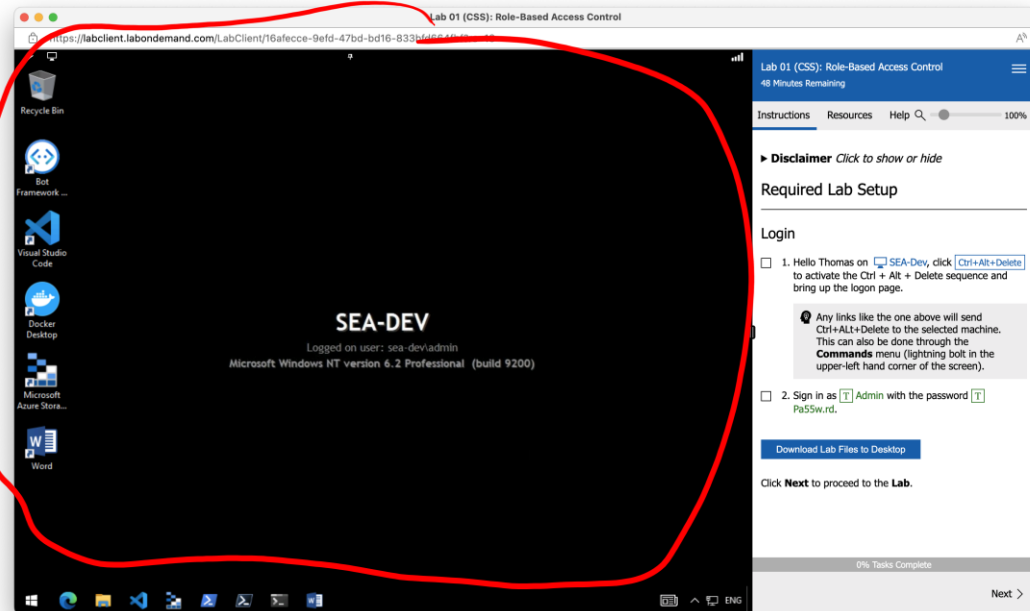 Lab 01 (CSS): Role-Based Access Control
https://labclient.labondemand.com/LabClient/16afecce-9efd-47bd-bd16-
Recycle Bin
Bot
Framework ...
Visual Studio
Code
Docker
Desktop
Microsoft
Azure Stora...
Word
SEA-DEV
Logged on user: sea-dev\admin
Microsoft Windows NT version 6.2 Professional (build 9200)
ENG
Lab 01 (CSS): Role-Based Access Control
48 Minutes Remaining
Instructions Resources Help 100%
Disclaimer Click to show or hide
Required Lab Setup
Login
1. Hello Thomas on SEA-Dev, click Ctrl+Alt+Delete
to activate the Ctrl + Alt + Delete sequence and
bring up the logon page.
Any links like the one above will send
Ctrl+ALt+Delete to the selected machine.
This can also be done through the
Commands menu (lightning bolt in the
upper-left hand corner of the screen).
2. Sign in as T Admin with the password T
Pa55w.rd.
Download Lab Files to Desktop
Click Next to proceed to the Lab.
0% Tasks Complete
Next >